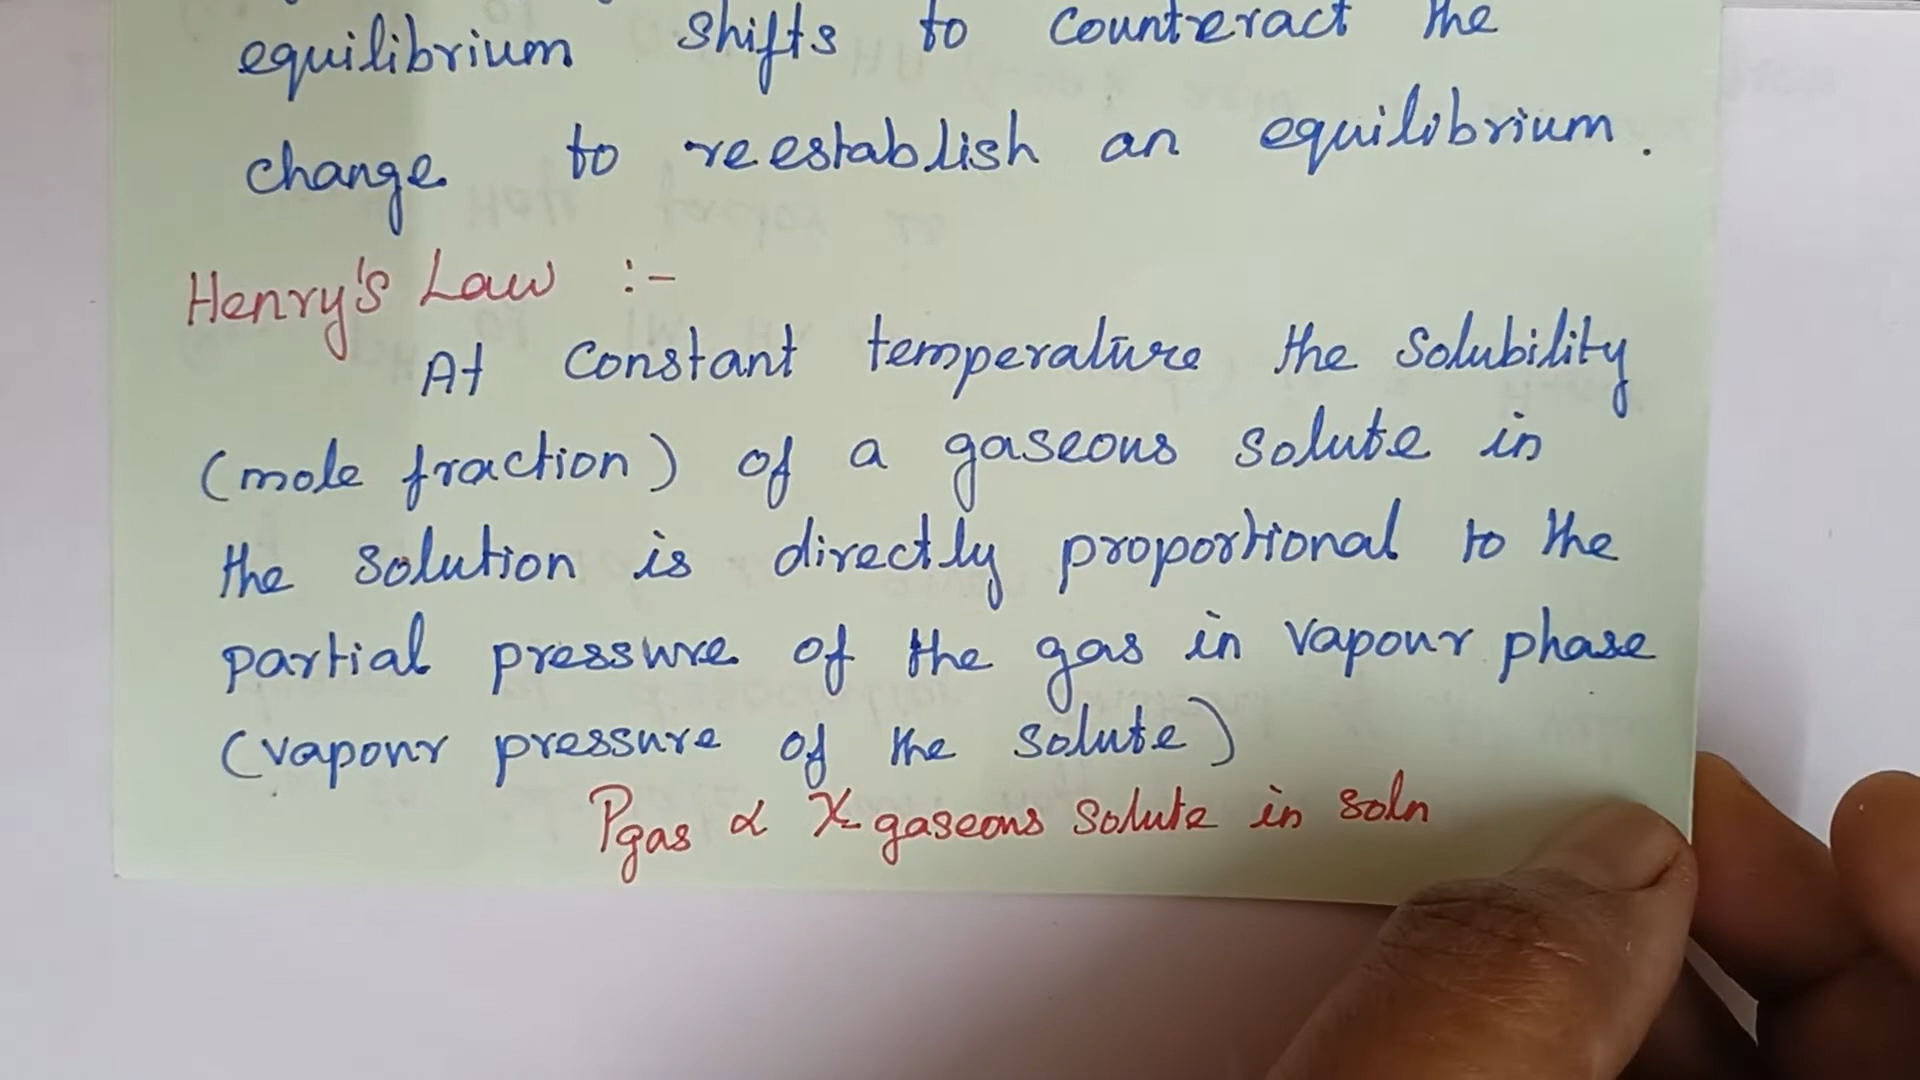 equilibrium shifts to counteract the
change to reestablish an equilibrium.
Henry's Law :-
At constant temperature the solubility
(mole fraction) of a gaseous solute in
the solution is directly proportional to the
partial pressure of the gas in vapour phase
(vapour pressure of the solute)
Pgas α x gaseous solute in soln